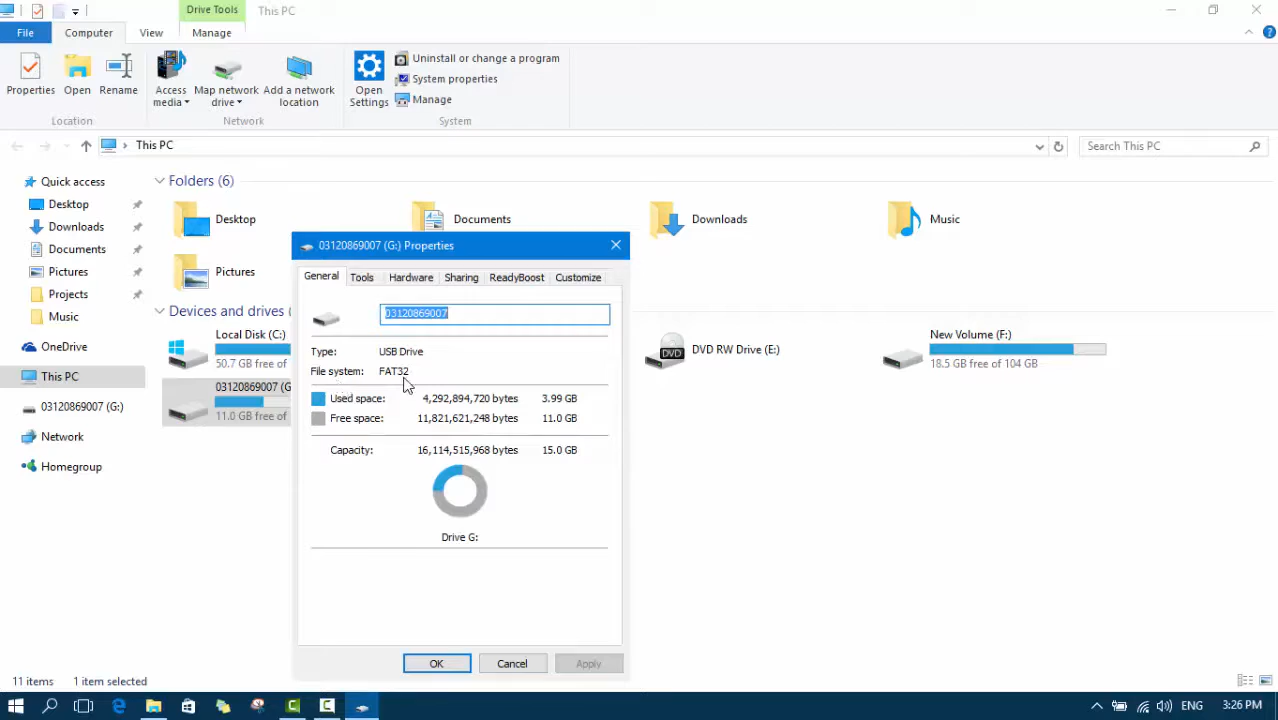 Drive Tools This PC
File Computer View Manage
Properties Open Rename Access media Map network drive Add a network location Open Settings Uninstall or change a program
System properties
Manage
Location Network System
This PC Search This PC
Quick access
Desktop
Downloads
Documents
Pictures
Projects
Music
OneDrive
This PC
03120869007 (G:)
Network
Homegroup
Folders (6)
Desktop Documents Downloads Music
Pictures
Devices and drives (
Local Disk (C:)
50.7 GB free of
03120869007 (G
11.0 GB free of
DVD DVD RW Drive (E:)
New Volume (F:)
18.5 GB free of 104 GB
03120869007 (G:) Properties
General Tools Hardware Sharing ReadyBoost Customize
03120869007
Type: USB Drive
File system: FAT32
Used space: 4,292,894,720 bytes 3.99 GB
Free space: 11,821,621,248 bytes 11.0 GB
Capacity: 16,114,515,968 bytes 15.0 GB
Drive G:
OK Cancel Apply
11 items 1 item selected
ENG 3:26 PM